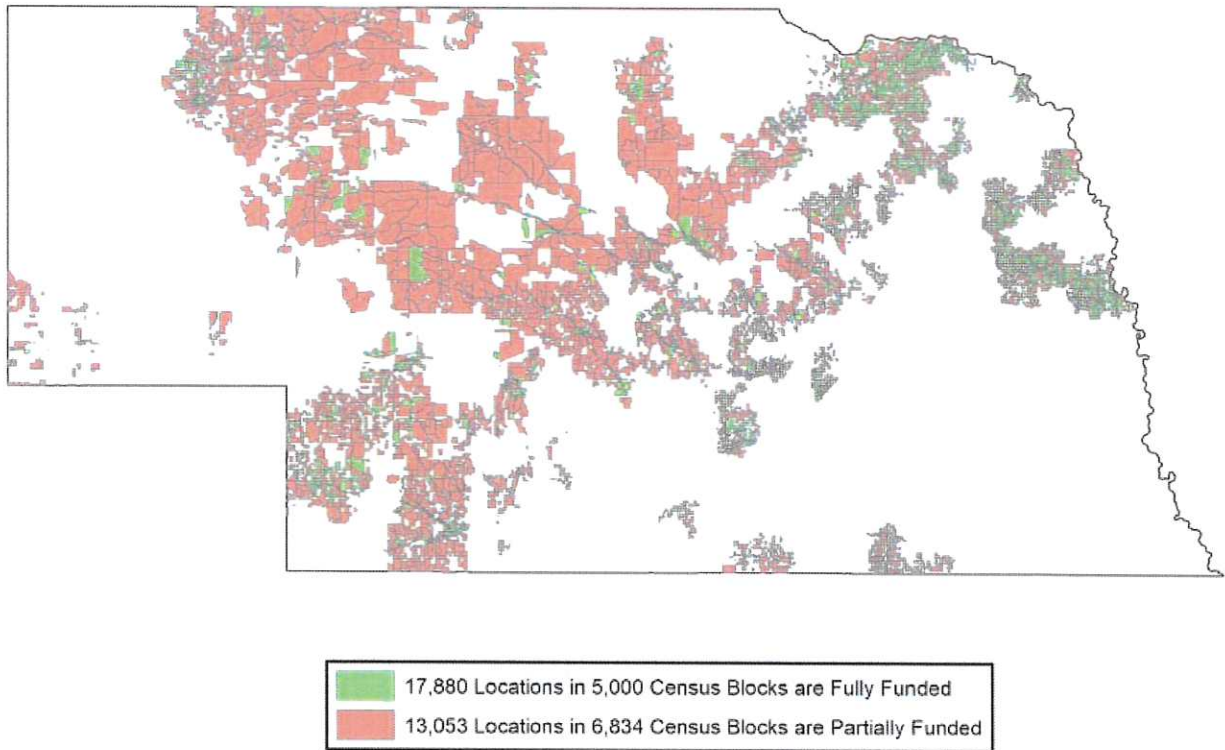 17,880 Locations in 5,000 Census Blocks are Fully Funded
13,053 Locations in 6,834 Census Blocks are Partially Funded